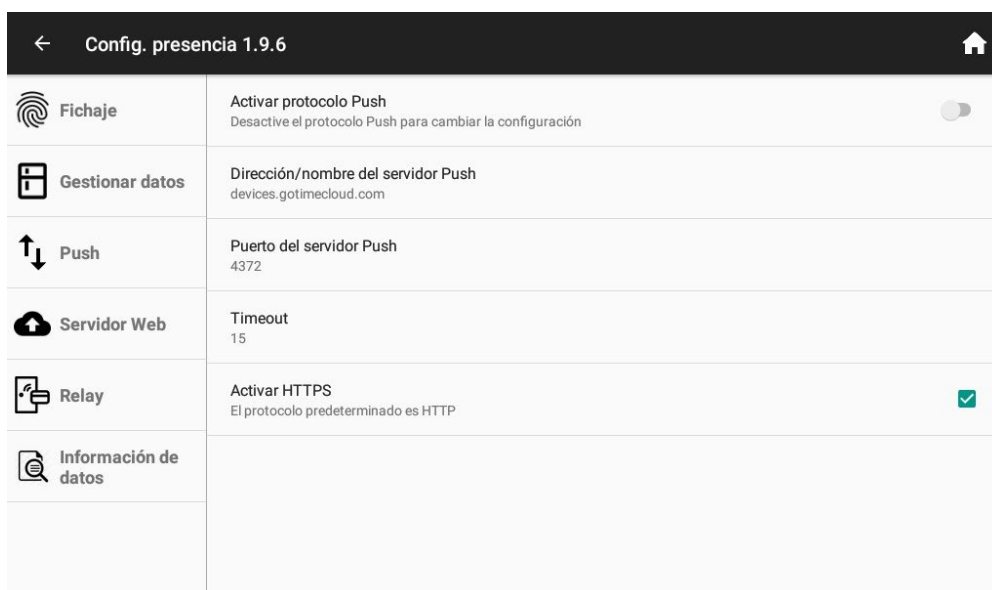 Config. presencia 1.9.6
Fichaje
Gestionar datos
Push
Servidor Web
Relay
Información de
datos
Activar protocolo Push
Desactive el protocolo Push para cambiar la configuración
Dirección/nombre del servidor Push
devices.gotimecloud.com
Puerto del servidor Push
4372
Timeout
15
Activar HTTPS
El protocolo predeterminado es HTTP